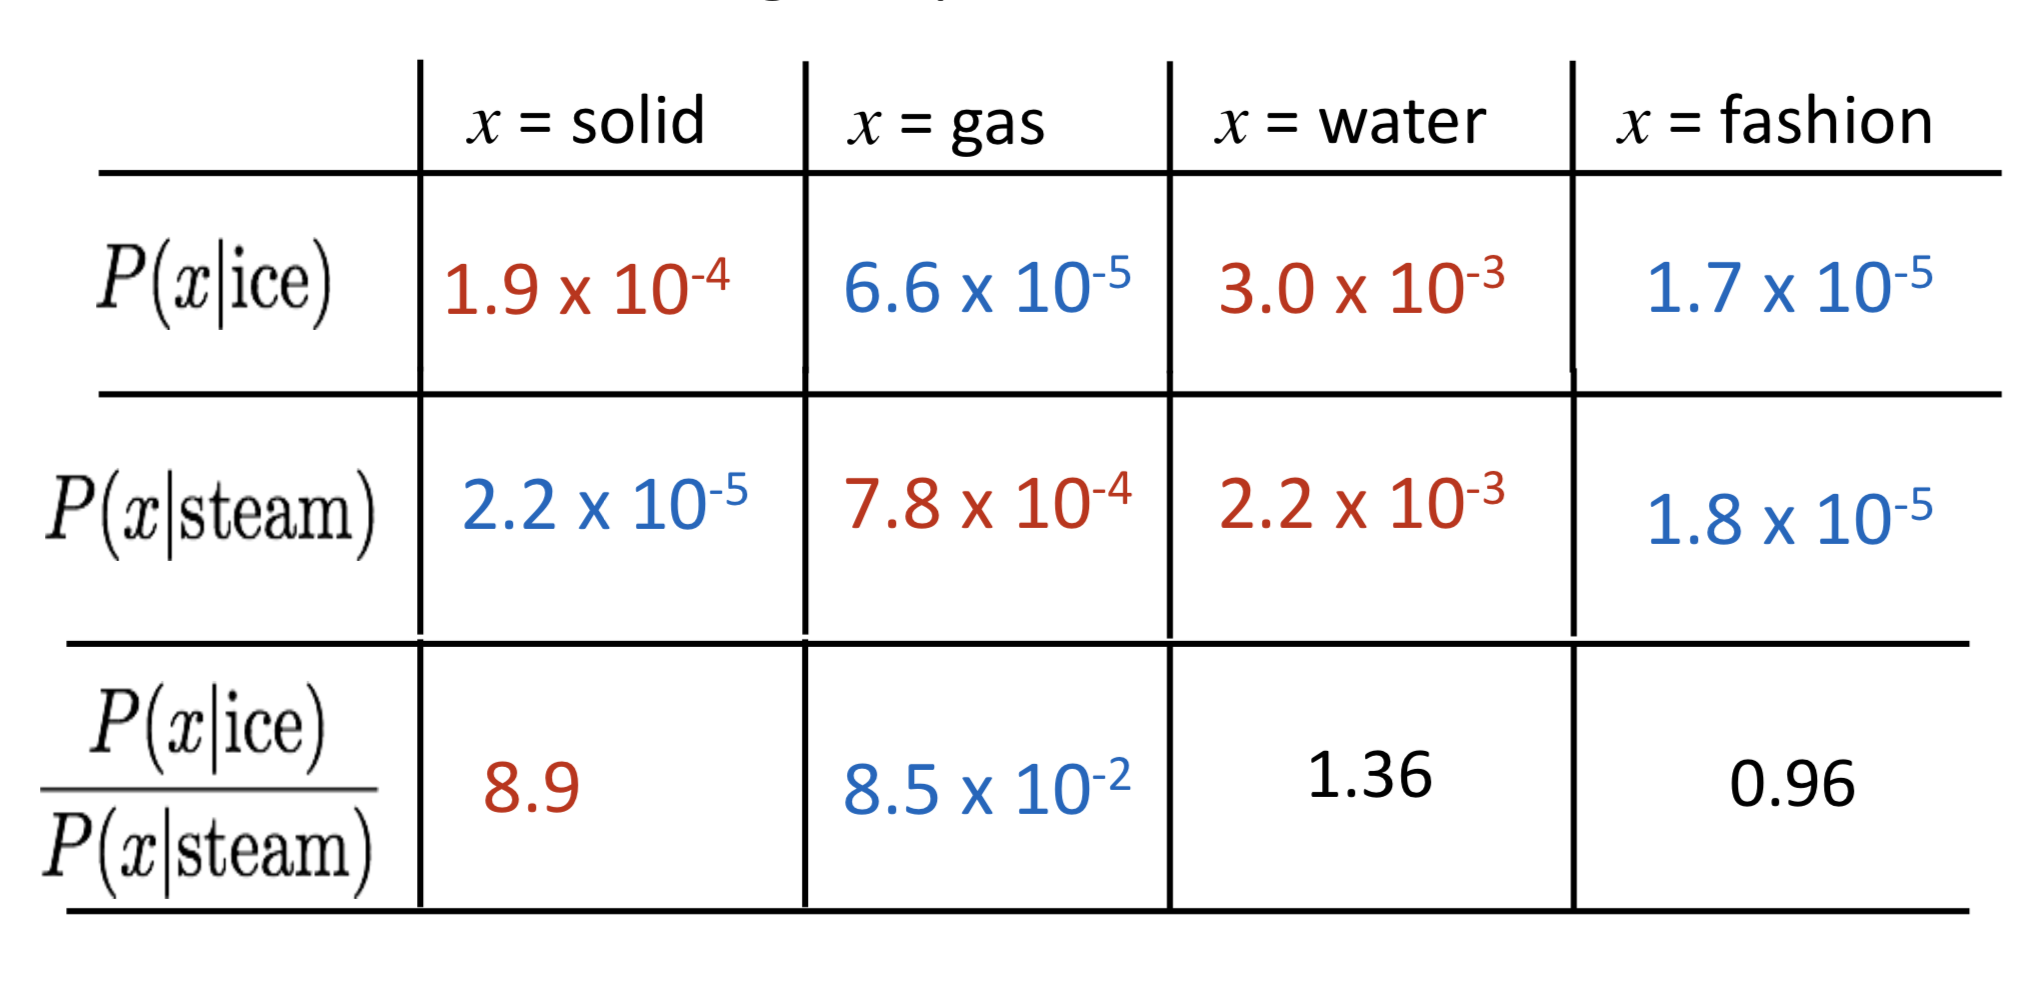 x = solid x = gas x = water x = fashion
P(x|ice) 1.9 x 10⁻⁴ 6.6 x 10⁻⁵ 3.0 x 10⁻³ 1.7 x 10⁻⁵
P(x|steam) 2.2 x 10⁻⁵ 7.8 x 10⁻⁴ 2.2 x 10⁻³ 1.8 x 10⁻⁵
P(x|ice)
P(x|steam)
8.9 8.5 x 10⁻² 1.36 0.96